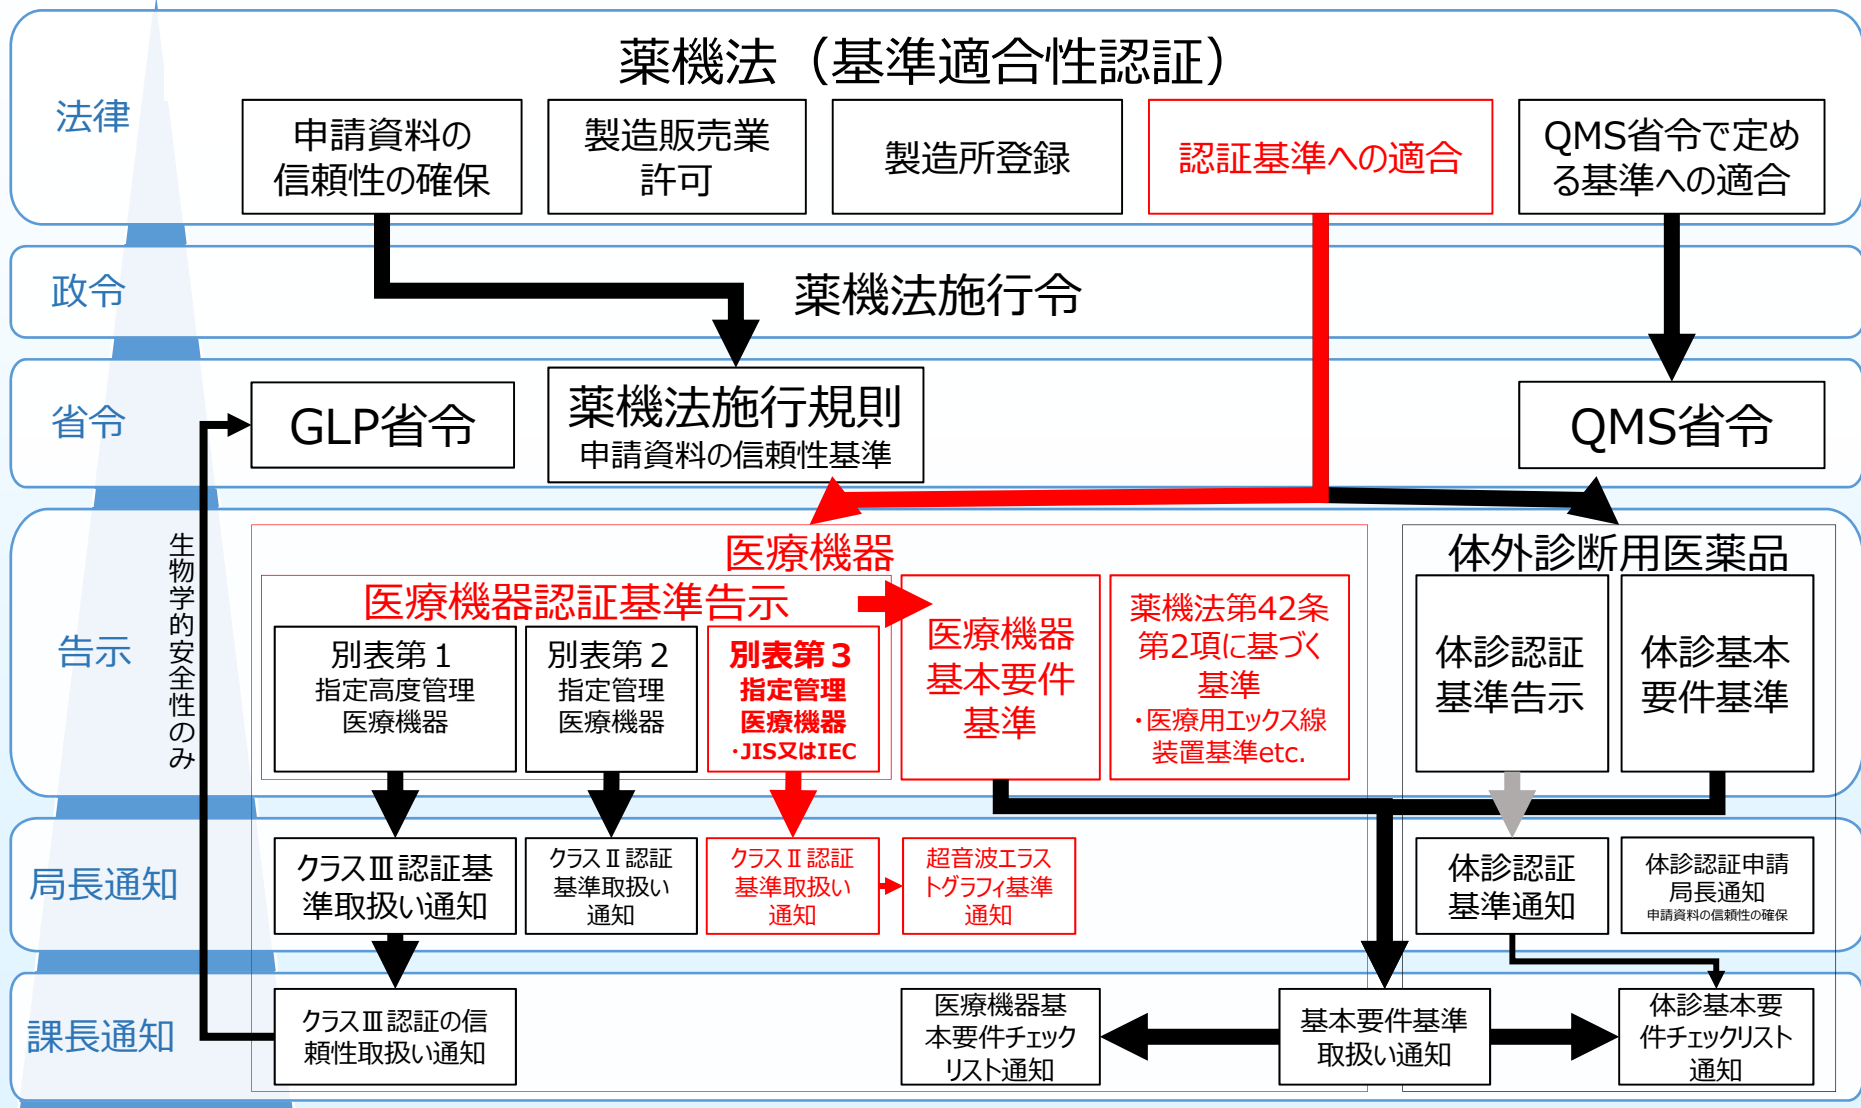 薬機法（基準適合性認証）
法律
申請資料の
信頼性の確保
製造販売業
許可
製造所登録
認証基準への適合
QMS省令で定め
る基準への適合
政令
薬機法施行令
省令
GLP省令
薬機法施行規則
申請資料の信頼性基準
QMS省令
生物学的安全性のみ
告示
医療機器
医療機器認証基準告示
別表第１
指定高度管理
医療機器
別表第２
指定管理
医療機器
別表第３
指定管理
医療機器
・JIS又はIEC
医療機器
基本要件
基準
薬機法第42条
第2項に基づく
基準
・医療用エックス線
装置基準etc.
体外診断用医薬品
体診認証
基準告示
体診基本
要件基準
局長通知
クラスⅢ認証基
準取扱い通知
クラスⅡ認証
基準取扱い
通知
クラスⅡ認証
基準取扱い
通知
超音波エラス
トグラフィ基準
通知
体診認証
基準通知
体診認証申請
局長通知
申請資料の信頼性の確保
課長通知
クラスⅢ認証の信
頼性取扱い通知
医療機器基
本要件チェック
リスト通知
基本要件基準
取扱い通知
体診基本要
件チェックリスト
通知